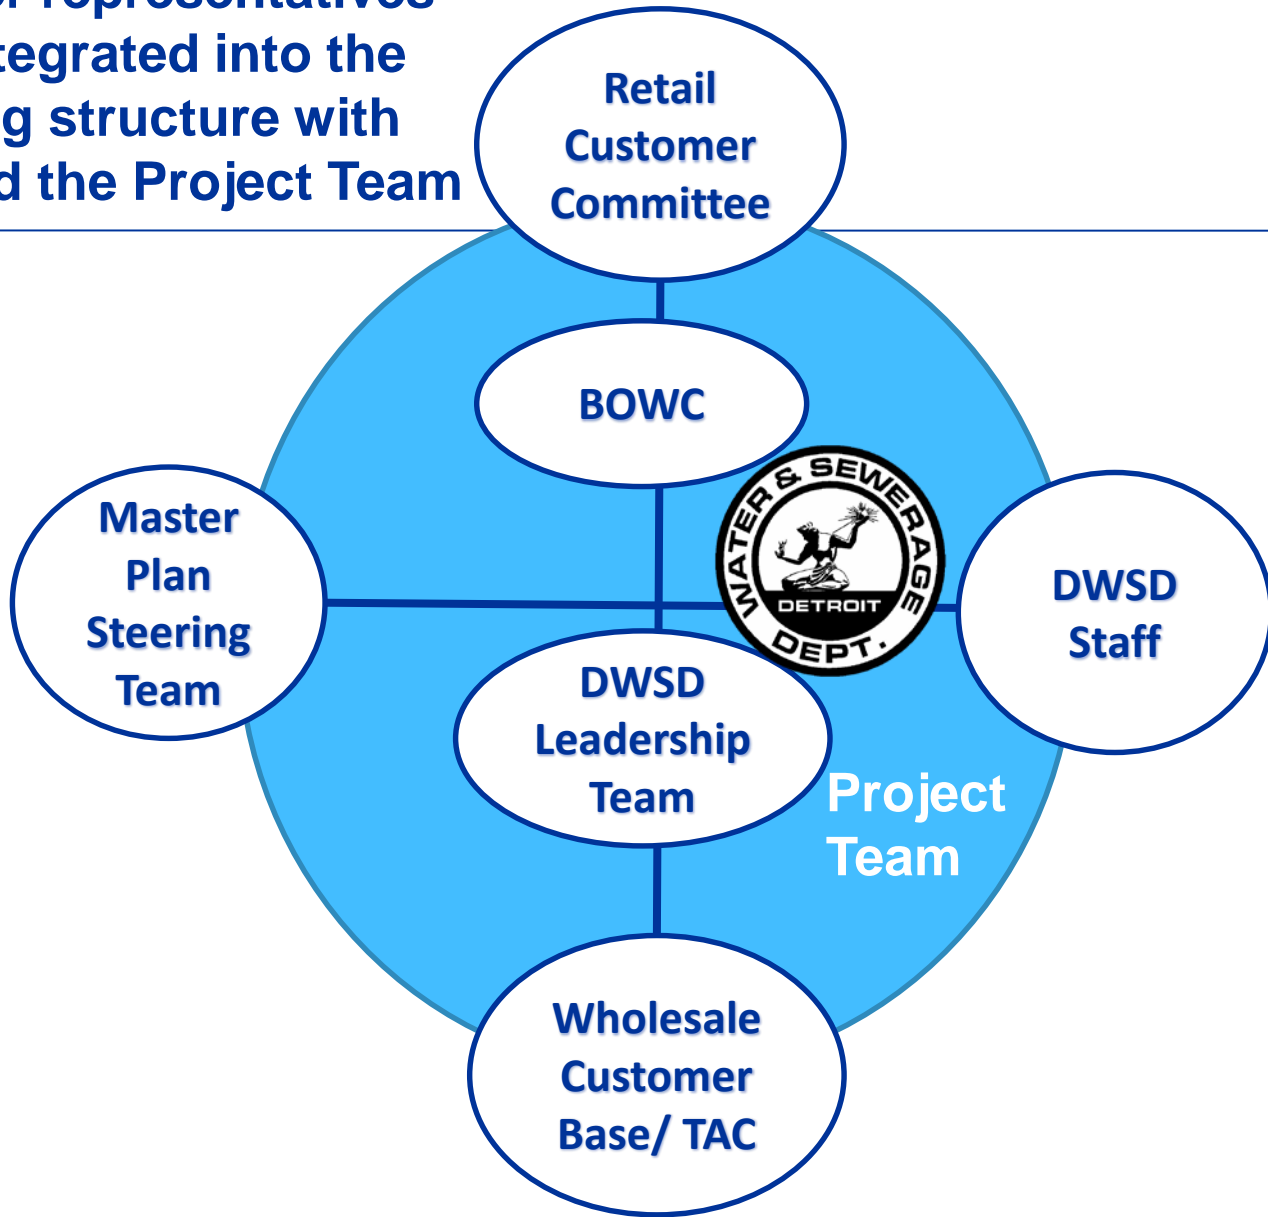 representatives
tegrated into the
g structure with
d the Project Team
Retail
Customer
Committee
BOWC
WATER & SEWERAGE
DETROIT
DEPT.
Master
Plan
Steering
Team
DWSD
Staff
DWSD
Leadership
Team
Project
Team
Wholesale
Customer
Base/ TAC